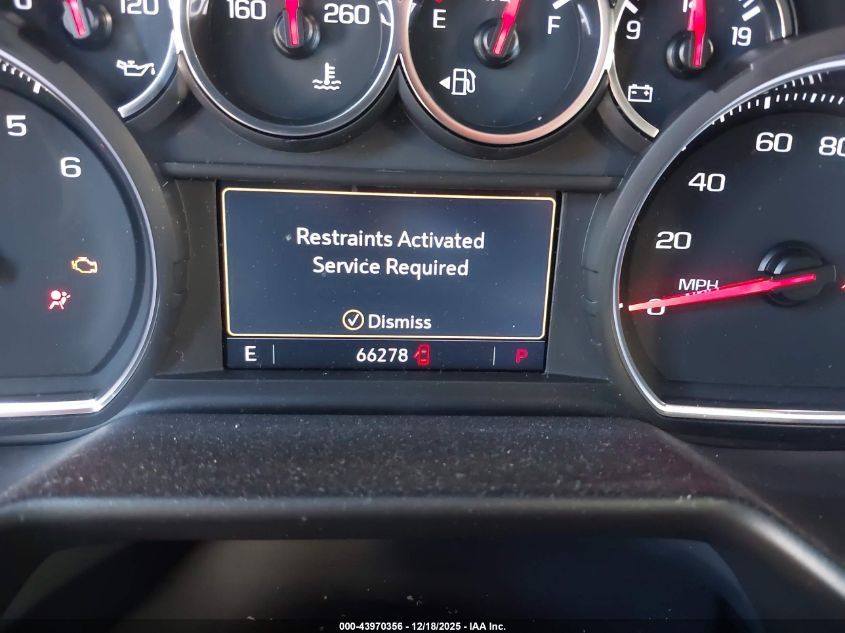 120
160
260
E
F
9
19
5
6
60
80
40
20
MPH
0
Restraints Activated
Service Required
Dismiss
E
66278
P
000-43970356 - 12/18/2025 - IAA Inc.